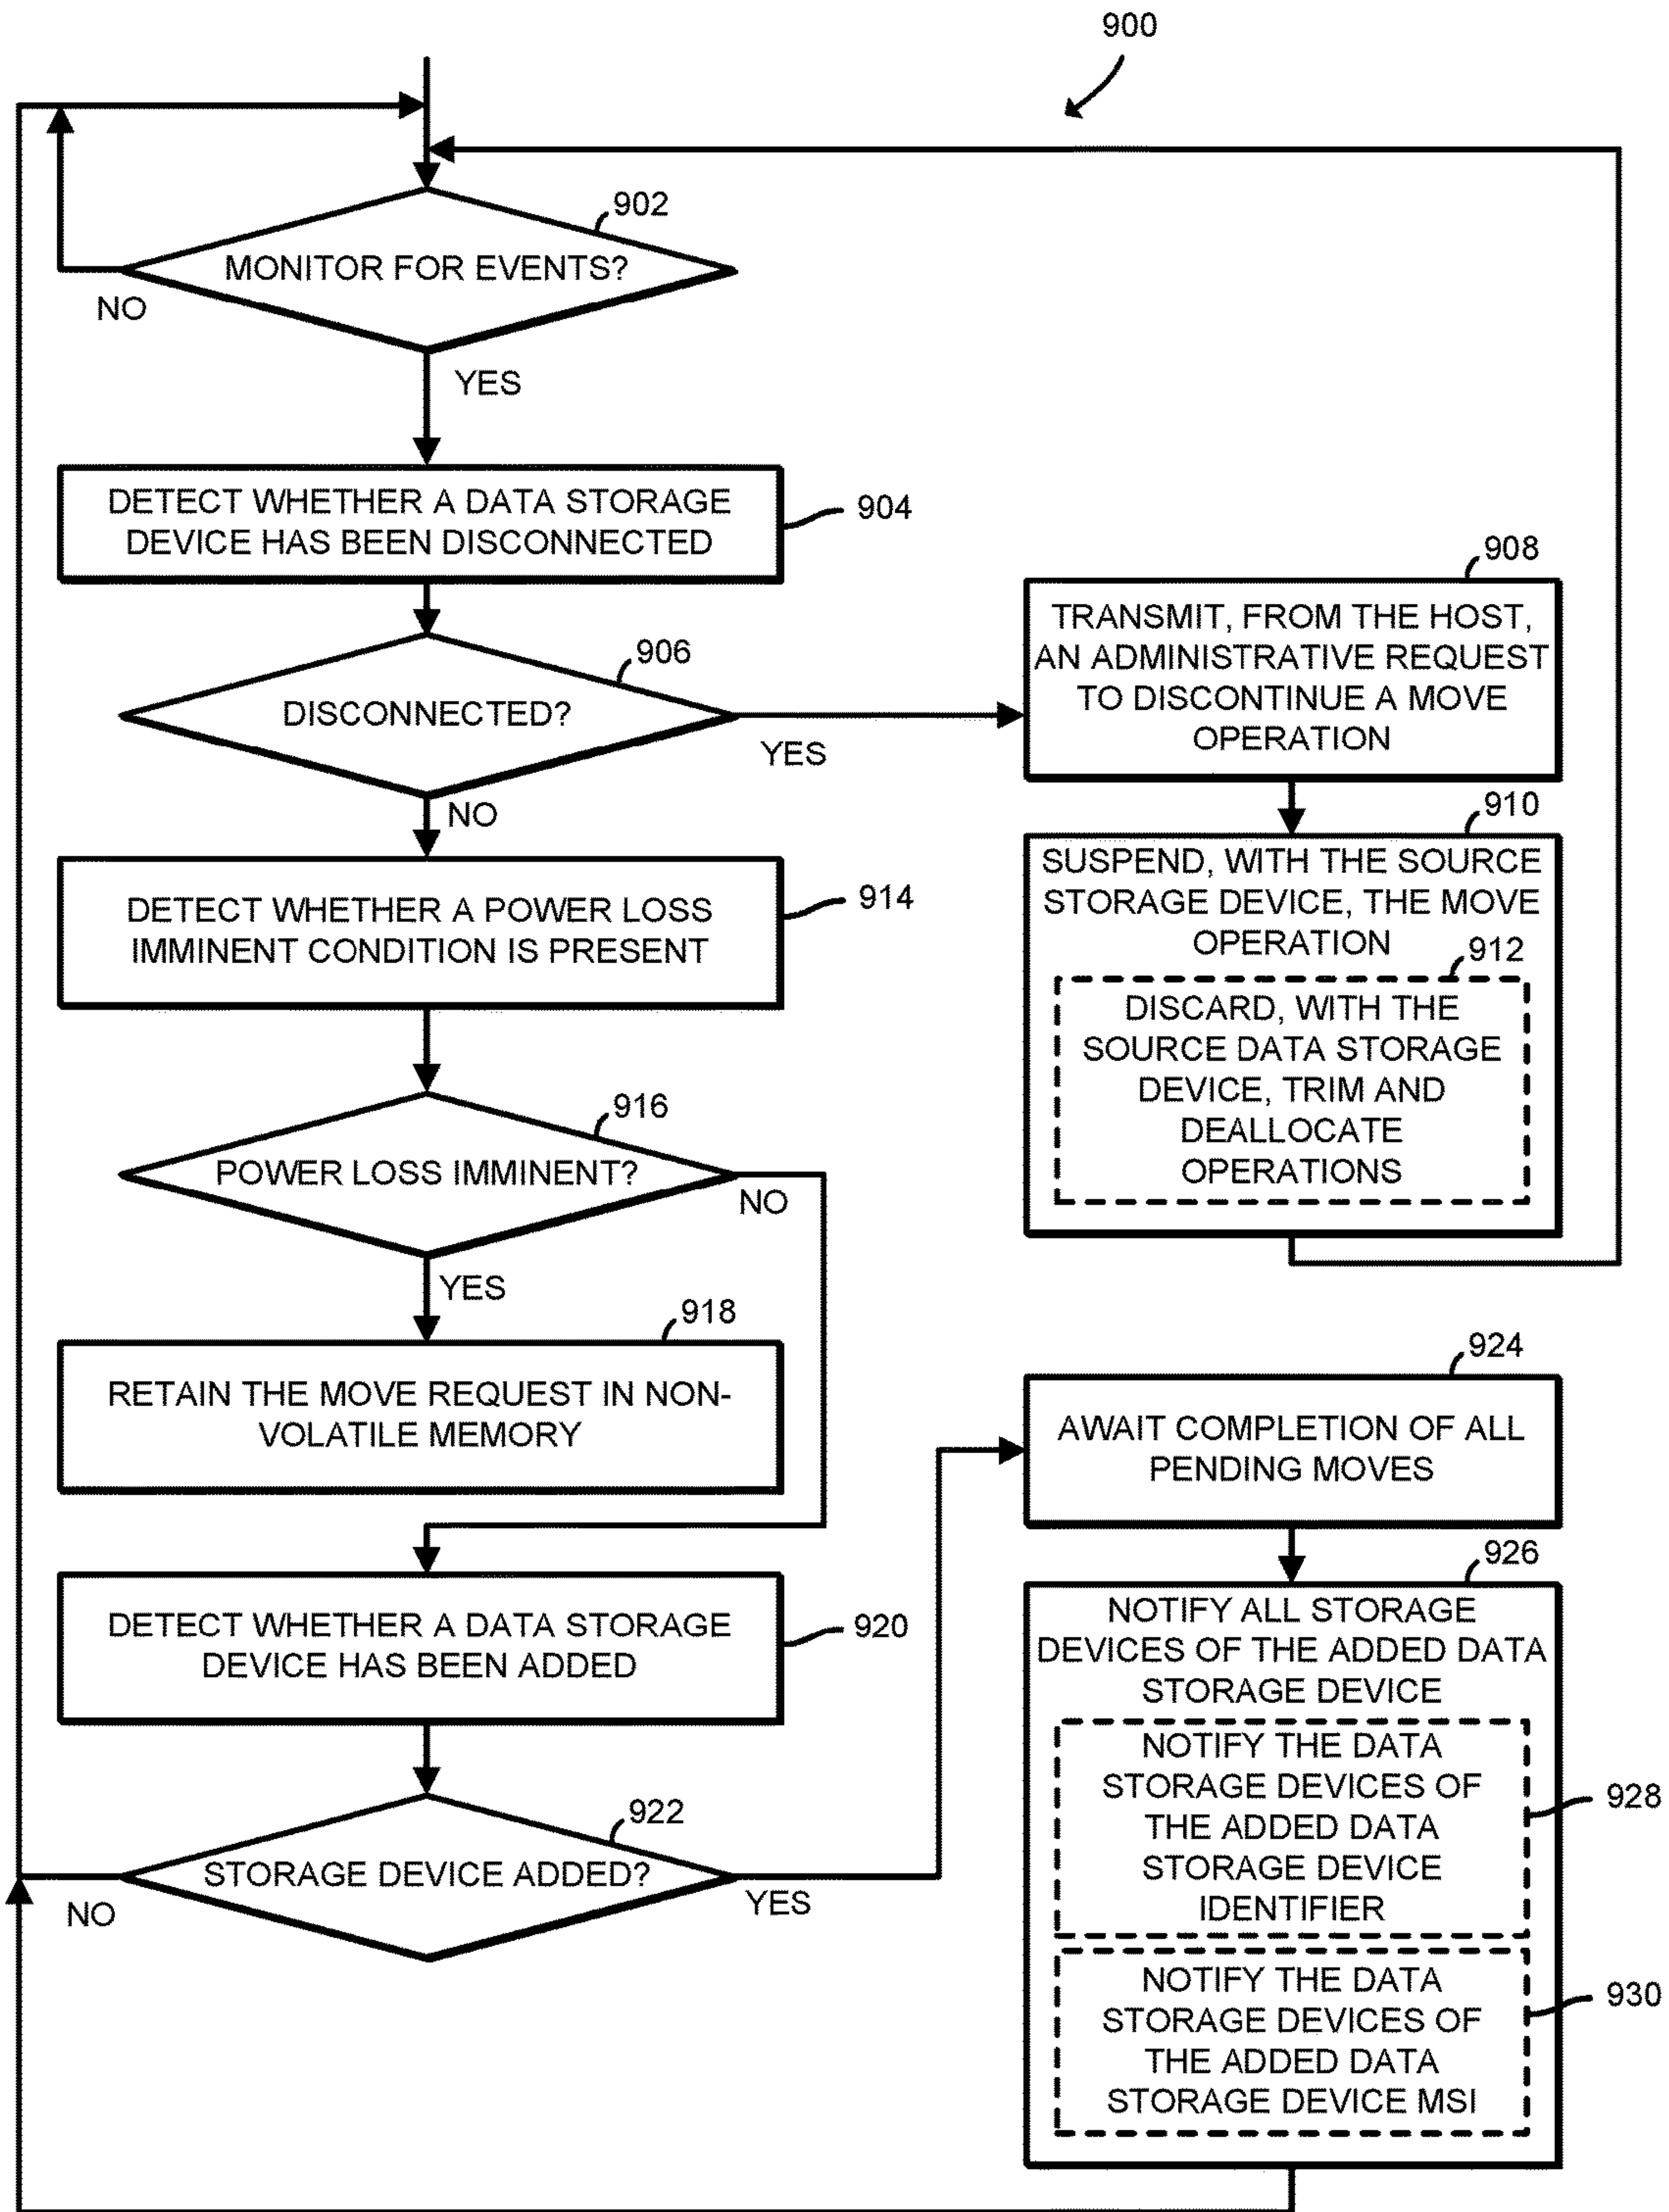 900
902
MONITOR FOR EVENTS?
NO
YES
DETECT WHETHER A DATA STORAGE
DEVICE HAS BEEN DISCONNECTED
904
906
DISCONNECTED?
YES
NO
908
TRANSMIT, FROM THE HOST,
AN ADMINISTRATIVE REQUEST
TO DISCONTINUE A MOVE
OPERATION
910
SUSPEND, WITH THE SOURCE
STORAGE DEVICE, THE MOVE
OPERATION
912
DISCARD, WITH THE
SOURCE DATA STORAGE
DEVICE, TRIM AND
DEALLOCATE
OPERATIONS
DETECT WHETHER A POWER LOSS
IMMINENT CONDITION IS PRESENT
914
916
POWER LOSS IMMINENT?
NO
YES
918
RETAIN THE MOVE REQUEST IN NON-
VOLATILE MEMORY
DETECT WHETHER A DATA STORAGE
DEVICE HAS BEEN ADDED
920
922
STORAGE DEVICE ADDED?
NO
YES
924
AWAIT COMPLETION OF ALL
PENDING MOVES
926
NOTIFY ALL STORAGE
DEVICES OF THE ADDED DATA
STORAGE DEVICE
NOTIFY THE DATA
STORAGE DEVICES OF
THE ADDED DATA
STORAGE DEVICE
IDENTIFIER
928
NOTIFY THE DATA
STORAGE DEVICES OF
THE ADDED DATA
STORAGE DEVICE MSI
930